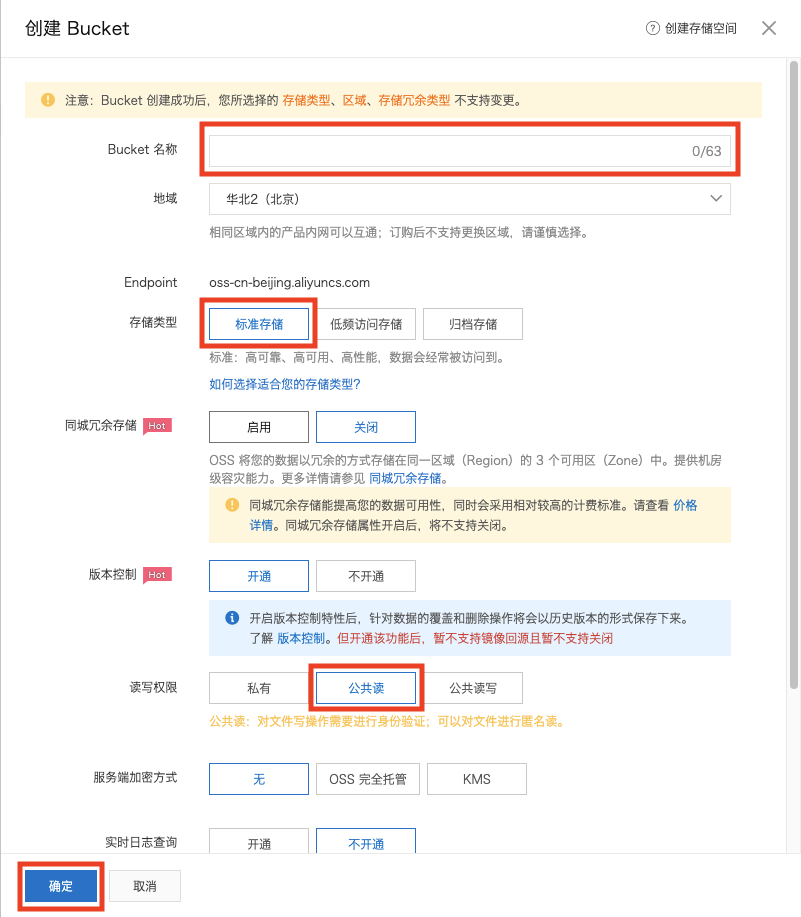 创建 Bucket
? 创建存储空间
注意：Bucket 创建成功后，您所选择的 存储类型、区域、存储冗余类型 不支持变更。
Bucket 名称
0/63
地域
华北2（北京）
相同区域内的产品内网可以互通；订购后不支持更换区域，请谨慎选择。
Endpoint
oss-cn-beijing.aliyuncs.com
存储类型
标准存储 低频访问存储 归档存储
标准：高可靠、高可用、高性能，数据会经常被访问到。
如何选择适合您的存储类型？
同城冗余存储 Hot
启用 关闭
OSS 将您的数据以冗余的方式存储在同一区域（Region）的 3 个可用区（Zone）中。提供机房
级容灾能力。更多详情请参见 同城冗余存储。
同城冗余存储能提高您的数据可用性，同时会采用相对较高的计费标准。请查看 价格
详情。同城冗余存储属性开启后，将不支持关闭。
版本控制 Hot
开通 不开通
开启版本控制特性后，针对数据的覆盖和删除操作将会以历史版本的形式保存下来。
了解 版本控制。但开通该功能后，暂不支持镜像回源且暂不支持关闭
读写权限
私有 公共读 公共读写
公共读：对文件写操作需要进行身份验证；可以对文件进行匿名读。
服务端加密方式
无 OSS 完全托管 KMS
实时日志查询
开通 不开通
确定 取消